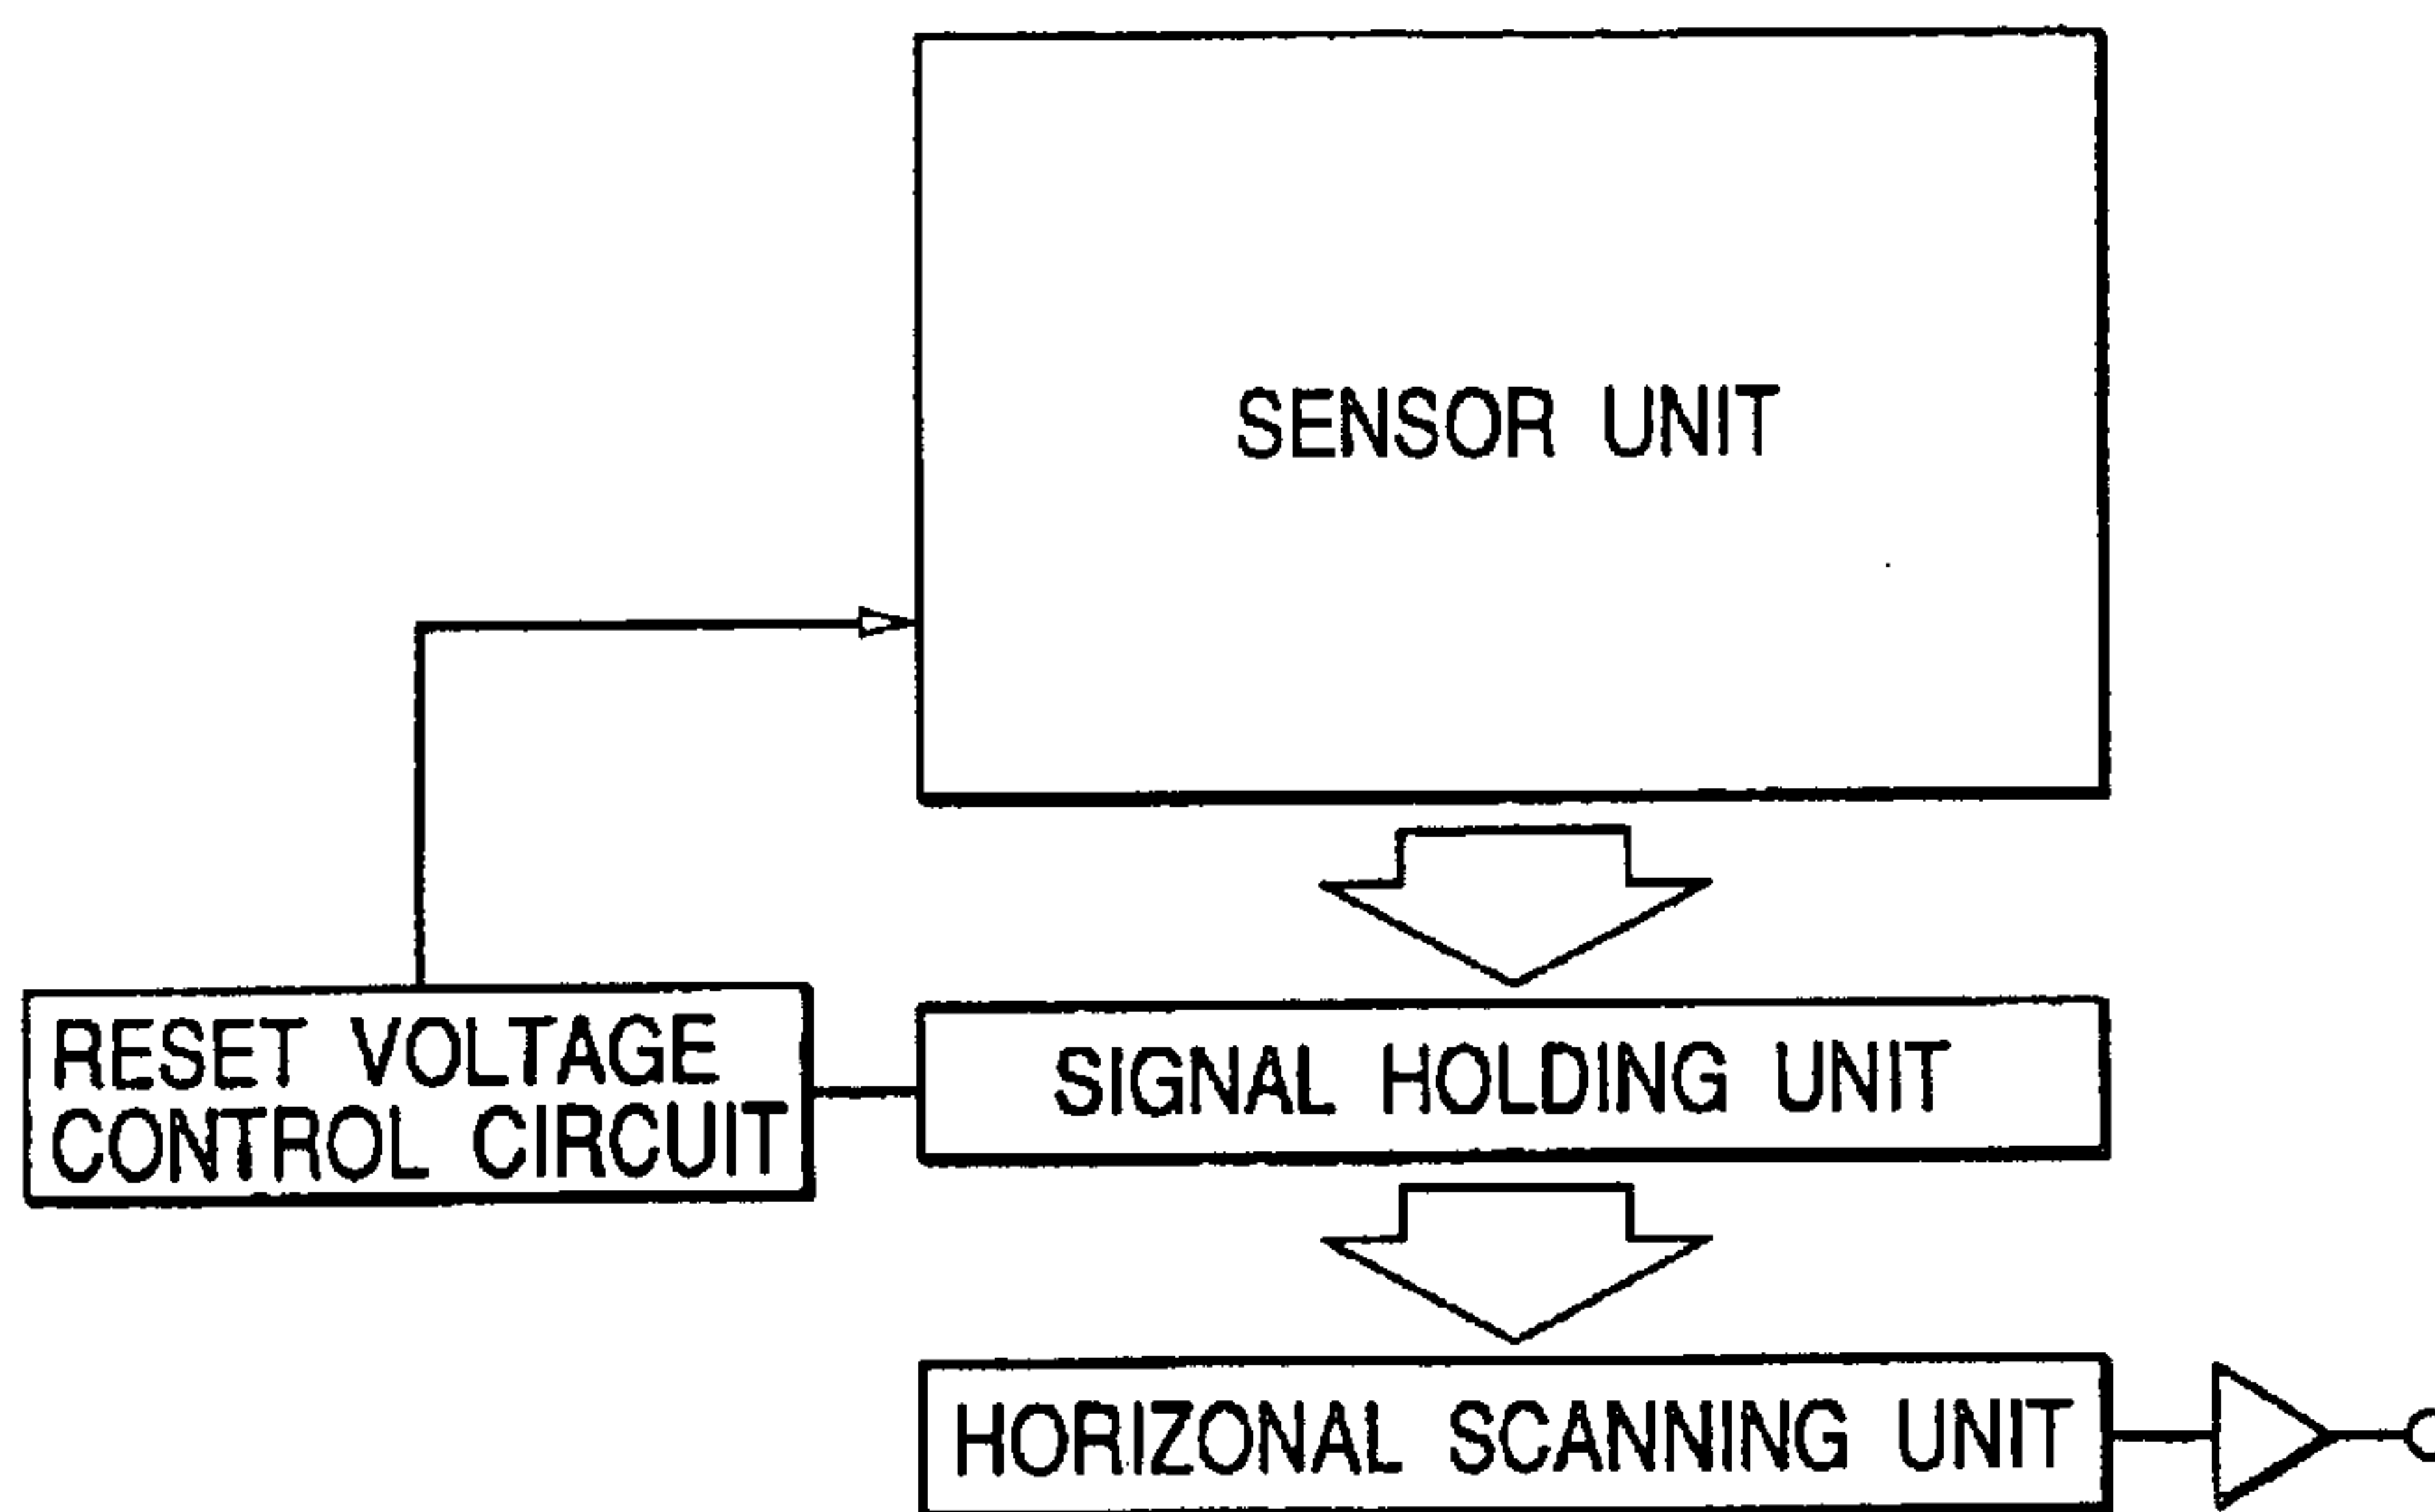 SENSOR UNIT
RESET VOLTAGE
CONTROL CIRCUIT
SIGNAL HOLDING UNIT
HORIZONAL SCANNING UNIT